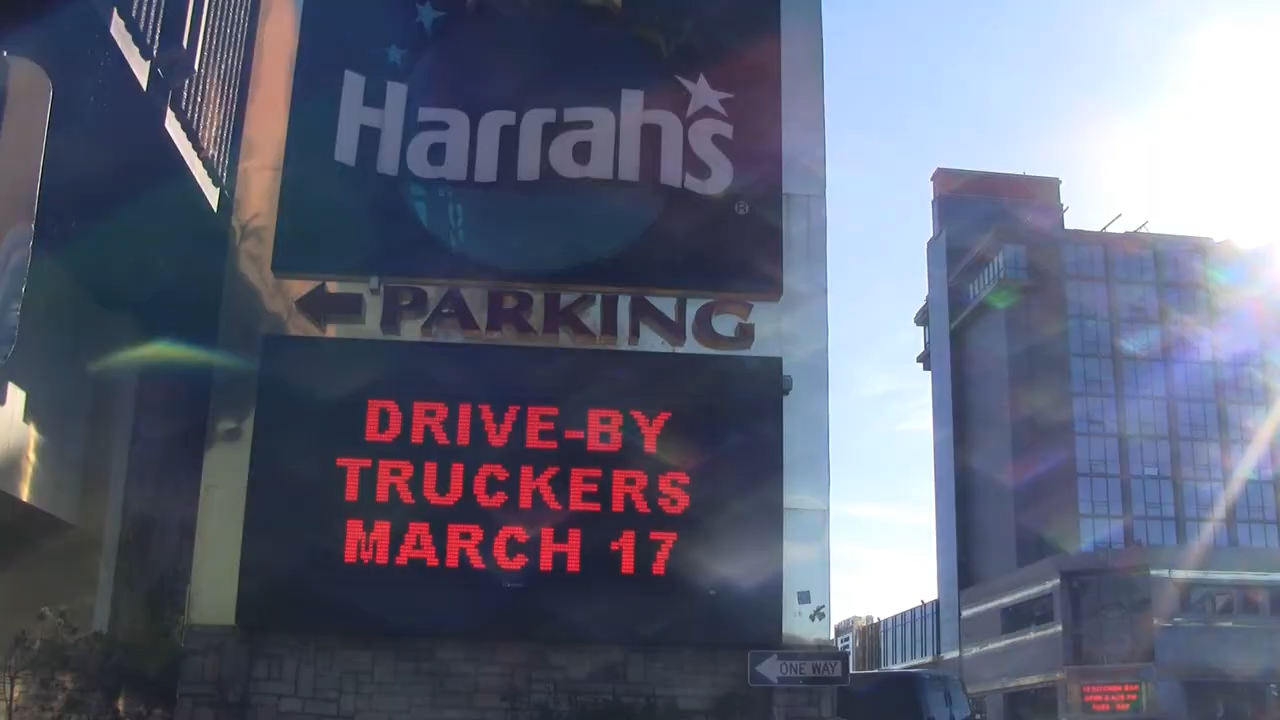 Harrah's
®
PARKING
DRIVE-BY
TRUCKERS
MARCH 17
ONE WAY